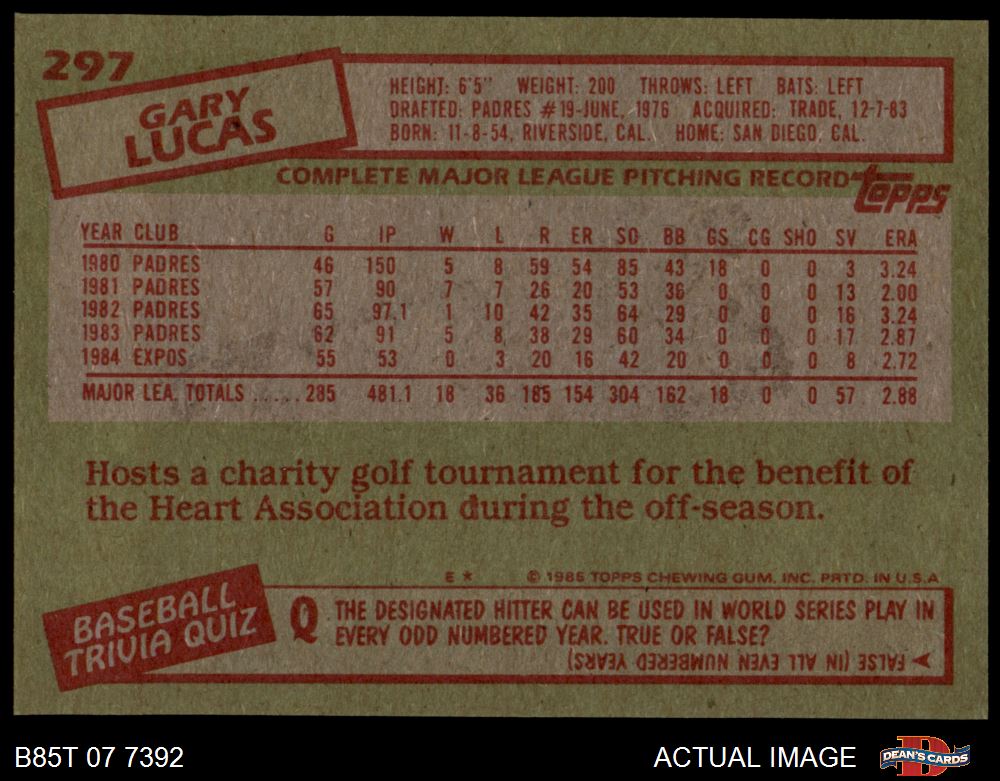 297
GARY
LUCAS
HEIGHT: 6'5" WEIGHT: 200 THROWS: LEFT BATS: LEFT
DRAFTED: PADRES #19-JUNE, 1976 ACQUIRED: TRADE, 12-7-83
BORN: 11-8-54, RIVERSIDE, CAL. HOME: SAN DIEGO, CAL.
COMPLETE MAJOR LEAGUE PITCHING RECORD
topps
YEAR CLUB G IP W L R ER SO BB GS CG SHO SV ERA
1980 PADRES 46 150 5 8 59 54 85 43 18 0 0 3 3.24
1981 PADRES 57 90 7 7 26 20 53 36 0 0 0 13 2.00
1982 PADRES 65 97.1 1 10 42 35 64 29 0 0 0 16 3.24
1983 PADRES 62 91 5 8 38 29 60 34 0 0 0 17 2.87
1984 EXPOS 55 53 0 3 20 16 42 20 0 0 0 8 2.72
MAJOR LEA. TOTALS ..... 285 481.1 18 36 185 154 304 162 18 0 0 57 2.88
Hosts a charity golf tournament for the benefit of
the Heart Association during the off-season.
E * © 1985 TOPPS CHEWING GUM, INC. PRTD. IN U.S.A
BASEBALL
TRIVIA QUIZ
Q THE DESIGNATED HITTER CAN BE USED IN WORLD SERIES PLAY IN
EVERY ODD NUMBERED YEAR. TRUE OR FALSE?
FALSE (IN ALL EVEN NUMBERED YEARS)
B85T 07 7392
ACTUAL IMAGE
DEAN'S CARDS